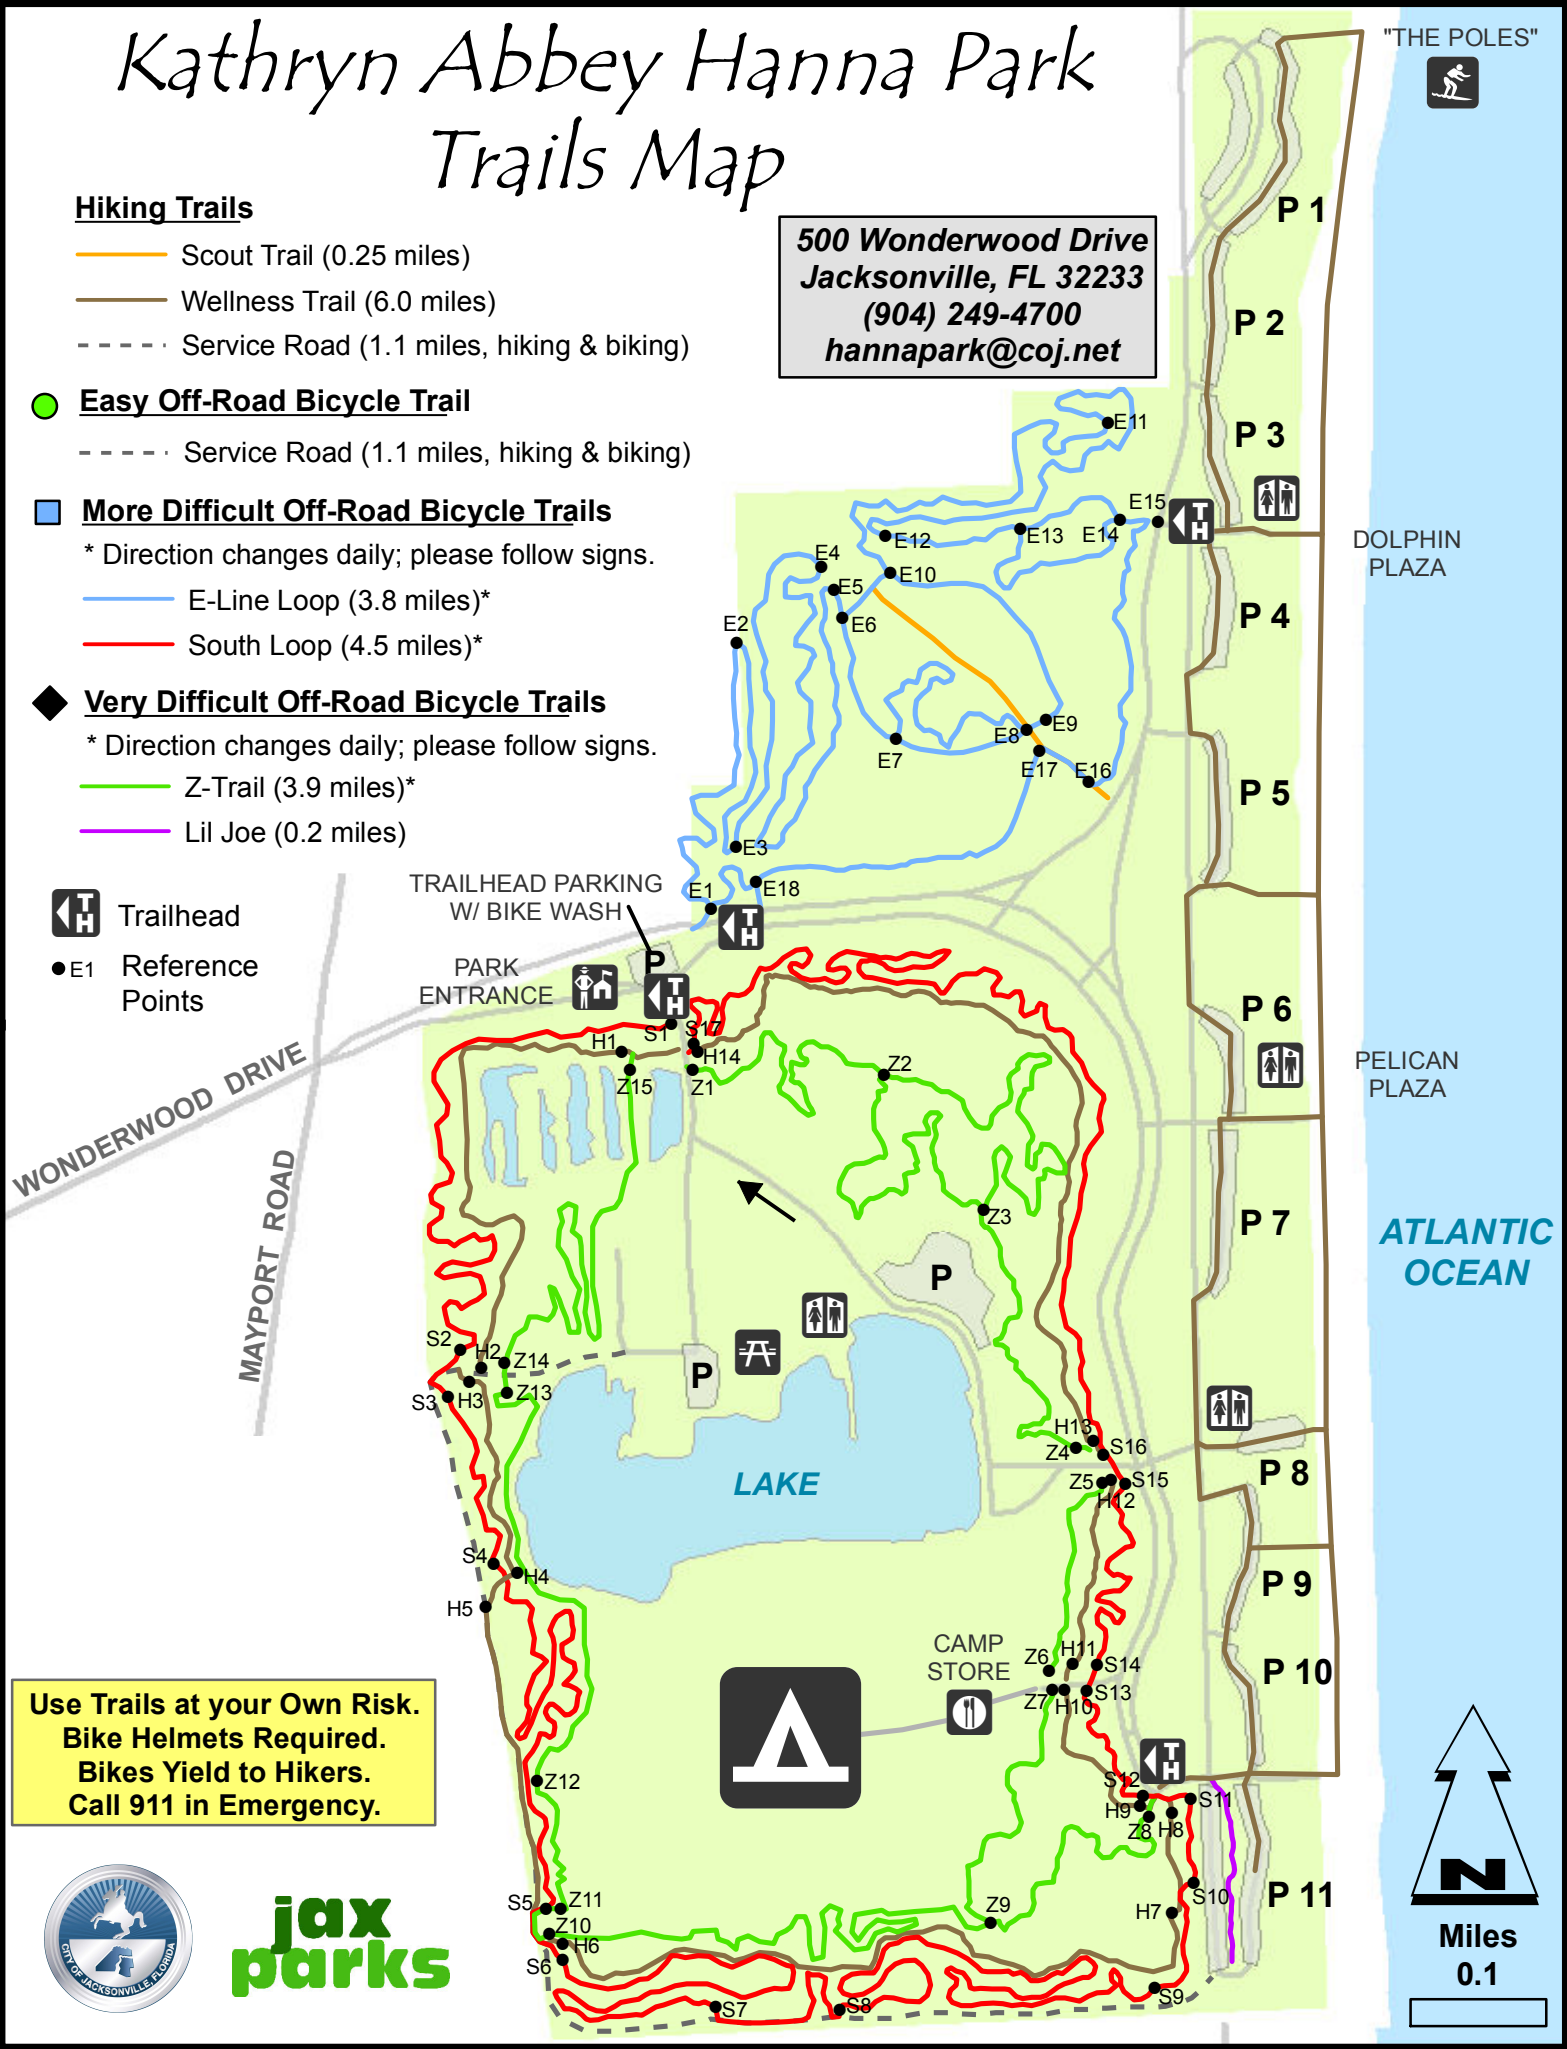 Kathryn Abbey Hanna Park
Trails Map
"THE POLES"
Hiking Trails
Scout Trail (0.25 miles)
Wellness Trail (6.0 miles)
Service Road (1.1 miles, hiking & biking)
Easy Off-Road Bicycle Trail
Service Road (1.1 miles, hiking & biking)
More Difficult Off-Road Bicycle Trails
* Direction changes daily; please follow signs.
E-Line Loop (3.8 miles)*
South Loop (4.5 miles)*
Very Difficult Off-Road Bicycle Trails
* Direction changes daily; please follow signs.
Z-Trail (3.9 miles)*
Lil Joe (0.2 miles)
TH
Trailhead
E1
Reference
Points
500 Wonderwood Drive
Jacksonville, FL 32233
(904) 249-4700
hannapark@coj.net
P 1
P 2
P 3
P 4
P 5
P 6
P 7
P 8
P 9
P 10
P 11
DOLPHIN
PLAZA
PELICAN
PLAZA
ATLANTIC
OCEAN
E11
E15
TH
E14
E13
E12
E10
E4
E5
E6
E2
E9
E8
E7
E17
E16
E3
E18
E1
TH
TRAILHEAD PARKING
W/ BIKE WASH
P
TH
PARK
ENTRANCE
WONDERWOOD DRIVE
MAYPORT ROAD
S1
S17
H1
H14
Z15
Z1
Z2
Z3
P
P
S2
H2
Z14
S3
H3
Z13
H13
Z4
S16
Z5
S15
H12
LAKE
S4
H4
H5
CAMP
STORE
Z6
H11
S14
Z7
H10
S13
TH
S12
S11
H9
Z8
H8
Z12
S10
H7
Z9
S5
Z11
Z10
H6
S6
S7
S8
S9
Use Trails at your Own Risk.
Bike Helmets Required.
Bikes Yield to Hikers.
Call 911 in Emergency.
CITY OF JACKSONVILLE, FLORIDA
jax
parks
N
Miles
0.1